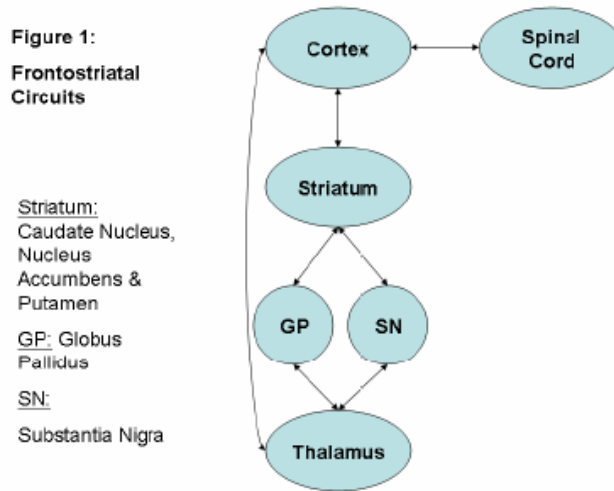 Figure 1:
Frontostriatal
Circuits
Cortex
Spinal
Cord
Striatum
Striatum:
Caudate Nucleus,
Nucleus
Accumbens &
Putamen
GP: Globus
Pallidus
SN:
Substantia Nigra
GP
SN
Thalamus